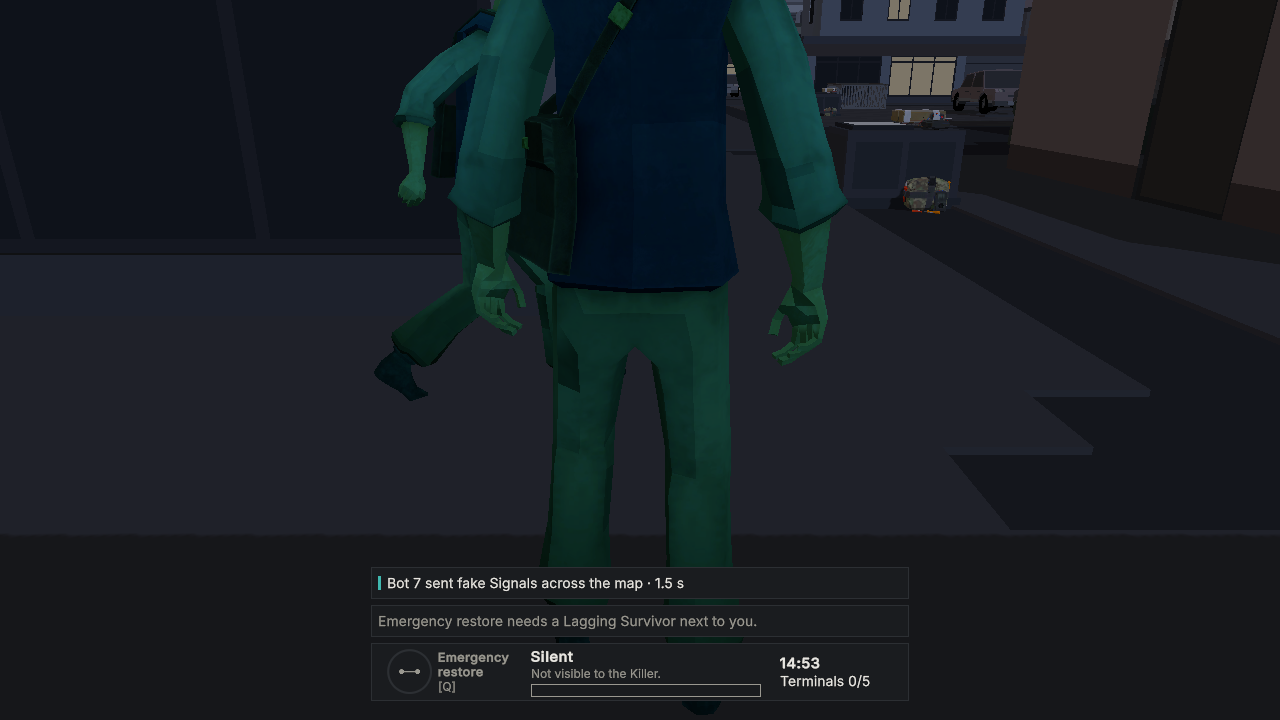 Bot 7 sent fake Signals across the map · 1.5 s
Emergency restore needs a Lagging Survivor next to you.
Emergency
restore
[Q]
Silent
Not visible to the Killer.
14:53
Terminals 0/5